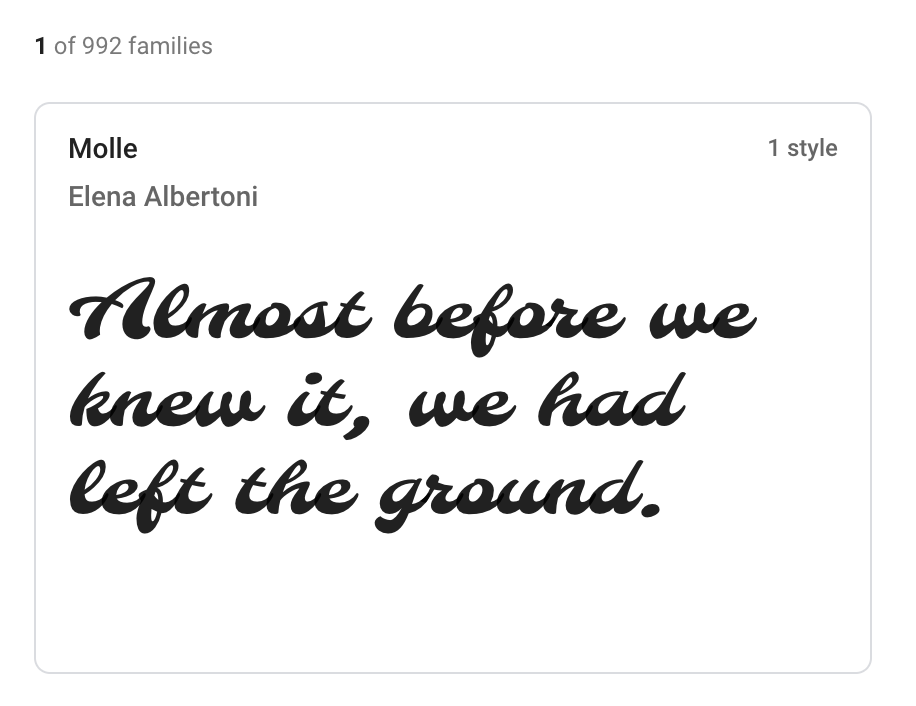 1 of 992 families
Molle
1 style
Elena Albertoni
Almost before we
knew it, we had
left the ground.